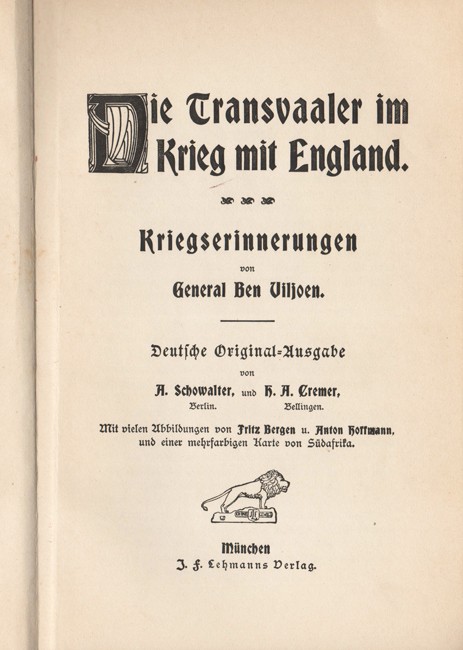 Die Transvaaler im
Krieg mit England.
Kriegserinnerungen
von
General Ben Viljoen.
Deutsche Original-Ausgabe
von
A. Schowalter, und H. A. Cremer,
Berlin. Bellingen.
Mit vielen Abbildungen von Fritz Bergen u. Anton Hoffmann,
und einer mehrfarbigen Karte von Südafrika.
München
J. F. Lehmanns Verlag.